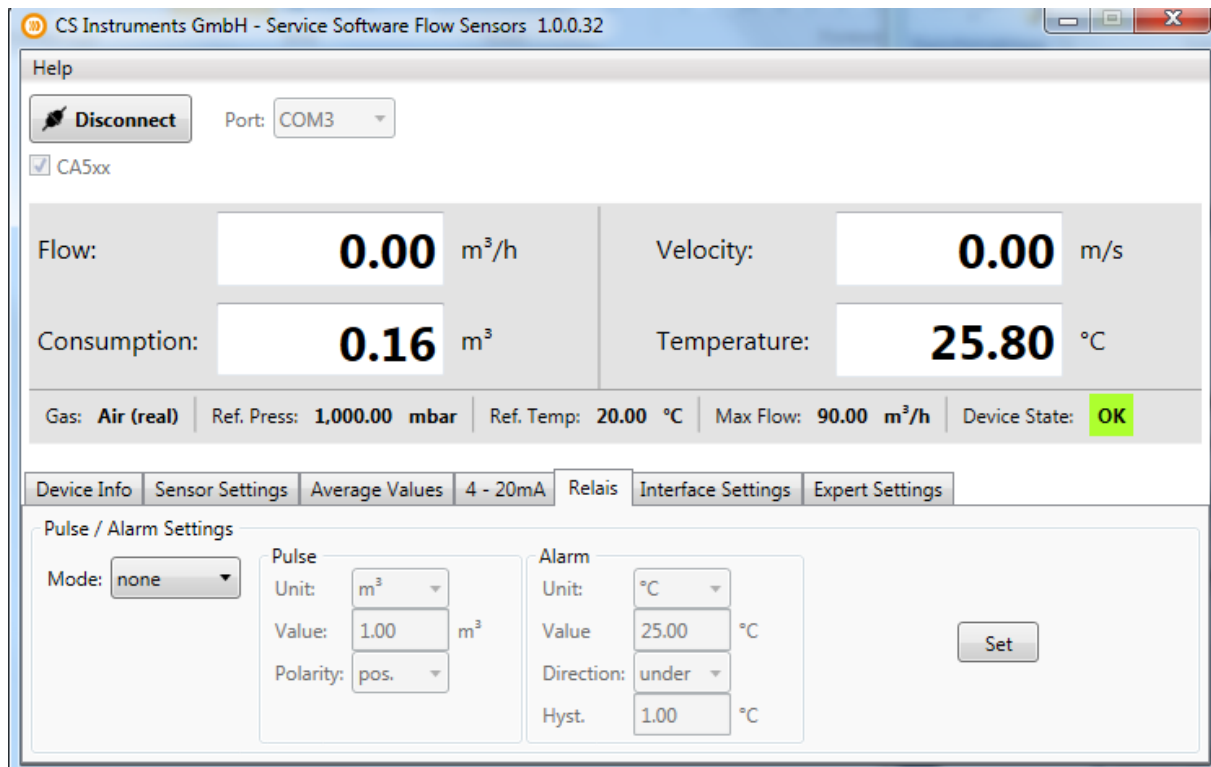 CS Instruments GmbH - Service Software Flow Sensors 1.0.0.32
Help
Disconnect Port: COM3
CA5xx
Flow: 0.00 m³/h Velocity: 0.00 m/s
Consumption: 0.16 m³ Temperature: 25.80 °C
Gas: Air (real) Ref. Press: 1,000.00 mbar Ref. Temp: 20.00 °C Max Flow: 90.00 m³/h Device State: OK
Device Info Sensor Settings Average Values 4 - 20mA Relais Interface Settings Expert Settings
Pulse / Alarm Settings
Mode: none
Pulse
Unit: m³
Value: 1.00 m³
Polarity: pos.
Alarm
Unit: °C
Value 25.00 °C
Direction: under
Hyst. 1.00 °C
Set